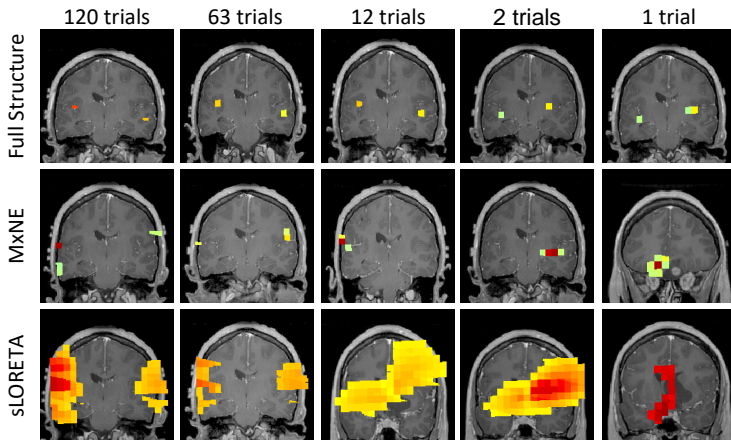 120 trials
63 trials
12 trials
2 trials
1 trial
Full Structure
MxNE
sLORETA